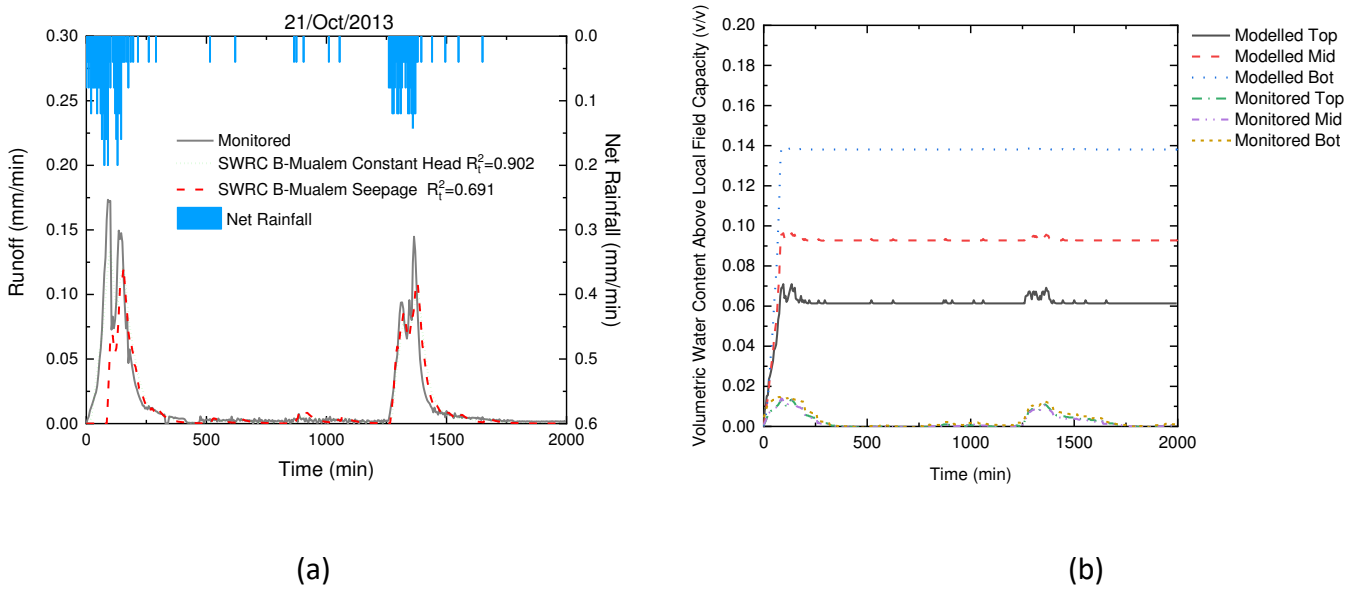 21/Oct/2013
0.30
0.25
0.20
0.15
0.10
0.05
0.00
Runoff (mm/min)
0.0
0.1
0.2
0.3
0.4
0.5
0.6
Net Rainfall (mm/min)
Monitored
SWRC B-Mualem Constant Head R_t^2=0.902
SWRC B-Mualem Seepage R_t^2=0.691
Net Rainfall
0 500 1000 1500 2000
Time (min)
(a)
Volumetric Water Content Above Local Field Capacity (v/v)
0.20
0.18
0.16
0.14
0.12
0.10
0.08
0.06
0.04
0.02
0.00
0 500 1000 1500 2000
Time (min)
Modelled Top
Modelled Mid
Modelled Bot
Monitored Top
Monitored Mid
Monitored Bot
(b)